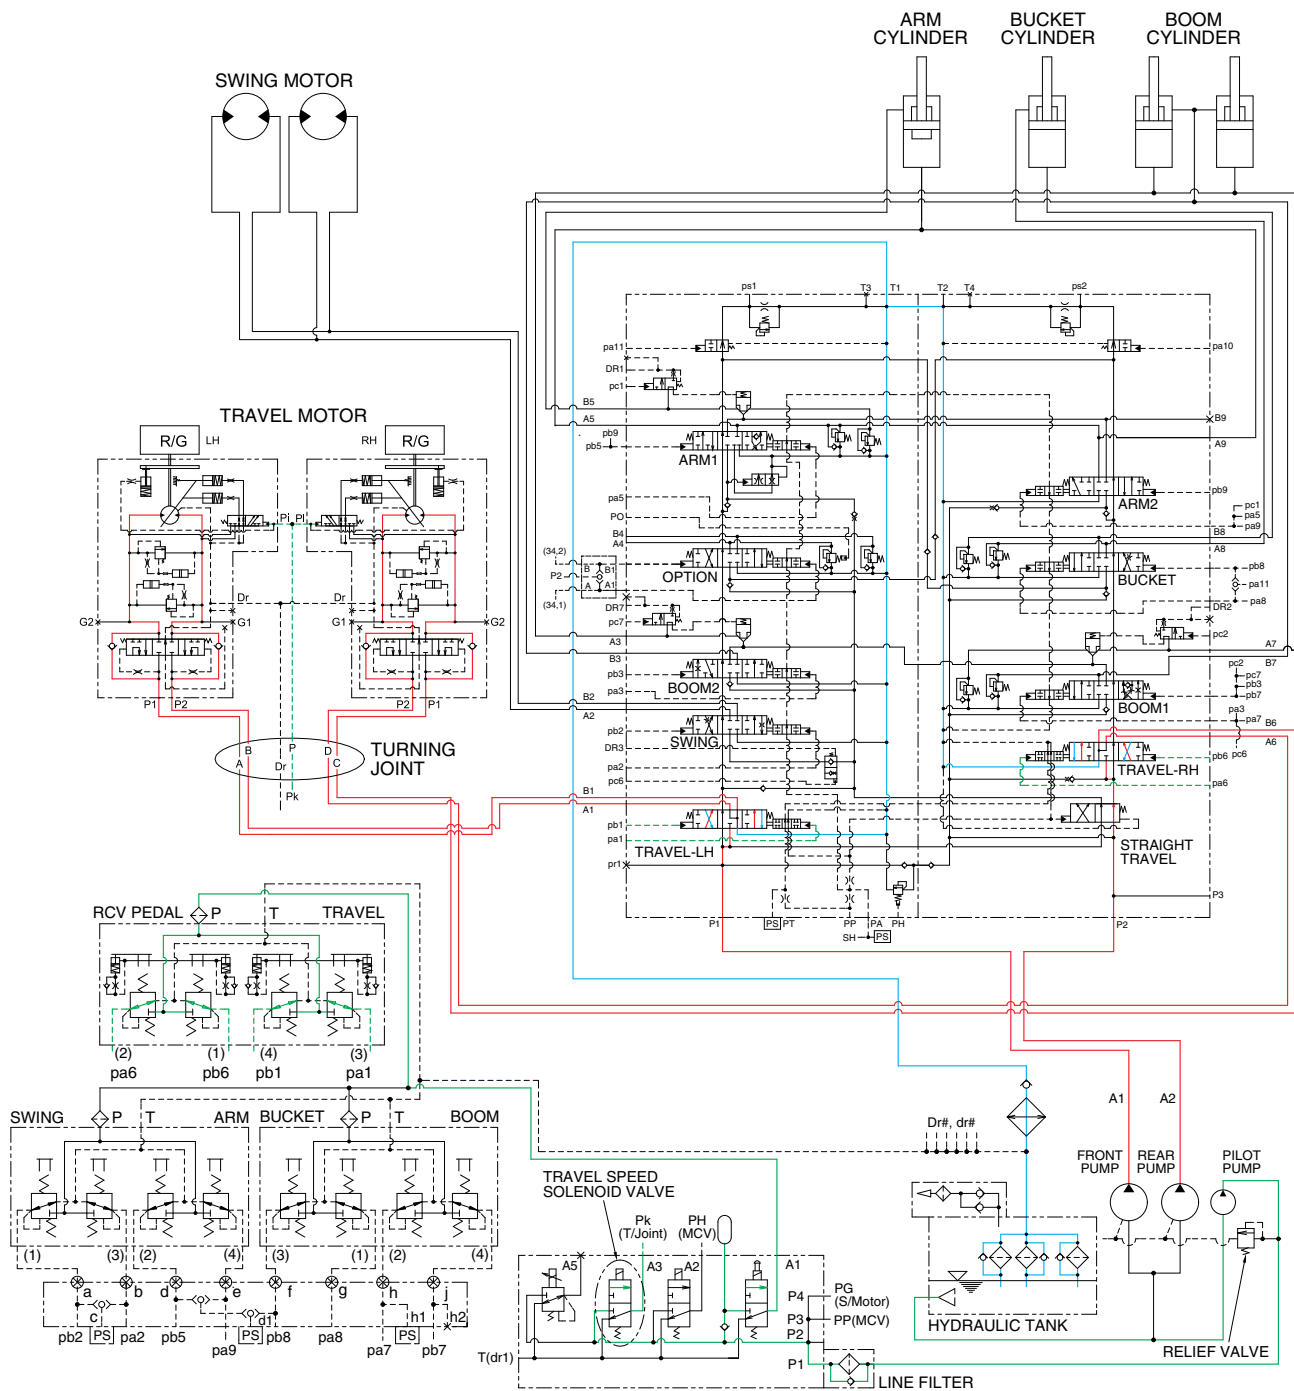 ARM
CYLINDER
BUCKET
CYLINDER
BOOM
CYLINDER
SWING MOTOR
ps1
T3
T1
T2
T4
ps2
pa11
pa10
DR1
pc1
B5
A5
B9
A9
TRAVEL MOTOR
R/G
LH
RH
R/G
pb9
pb5
ARM1
ARM2
pb9
pa5
PO
B4
A4
pc1
pa5
pa9
B8
A8
Pi
Pi
(34,2)
P2
(34,1)
B
B1
A
A1
OPTION
BUCKET
pb8
pa11
pa8
DR7
pc7
DR2
pc2
Dr
Dr
G2
G1
G1
G2
A3
B3
pb3
pa3
BOOM2
B2
A2
A7
B7
pc2
pc7
pb3
pb7
BOOM1
pa3
pa7
pc6
B6
A6
P1
P2
P2
P1
pb2
SWING
DR3
pa2
pc6
TRAVEL-RH
pb6
pa6
B
A
P
Dr
D
C
Pk
TURNING
JOINT
B1
A1
pb1
pa1
TRAVEL-LH
STRAIGHT
TRAVEL
pr1
P3
P1
PS
PT
PP
PA
PH
P2
SH
PS
RCV PEDAL
P
T
TRAVEL
(2)
(1)
(4)
(3)
pa6
pb6
pb1
pa1
SWING
P
T
ARM
BUCKET
P
T
BOOM
(1)
(3)
(2)
(4)
(3)
(1)
(2)
(4)
a
b
d
e
f
g
h
j
c
d1
h1
h2
pb2
PS
pa2
pb5
pa9
PS
pb8
pa8
pa7
PS
pb7
Dr#, dr#
A1
A2
FRONT
PUMP
REAR
PUMP
PILOT
PUMP
TRAVEL SPEED
SOLENOID VALVE
Pk
(T/Joint)
PH
(MCV)
A5
A3
A2
A1
P4
PG
(S/Motor)
P3
PP(MCV)
P2
T(dr1)
P1
LINE FILTER
HYDRAULIC TANK
RELIEF VALVE